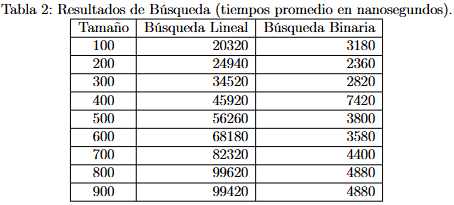 Tabla 2: Resultados de Búsqueda (tiempos promedio en nanosegundos).
Tamaño Búsqueda Lineal Búsqueda Binaria
100 20320 3180
200 24940 2360
300 34520 2820
400 45920 7420
500 56260 3800
600 68180 3580
700 82320 4400
800 99620 4880
900 99420 4880